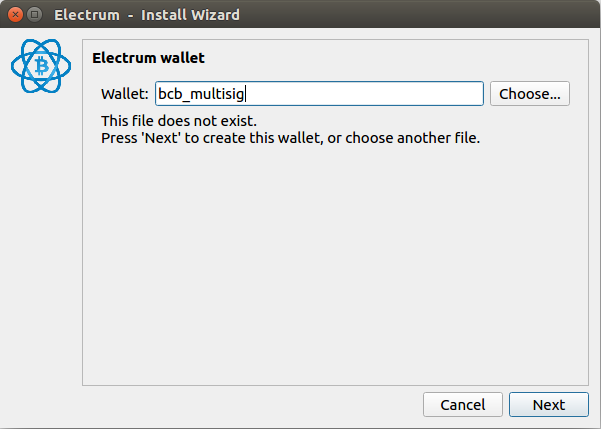 Electrum - Install Wizard
Electrum wallet
Wallet: bcb_multisig Choose...
This file does not exist.
Press 'Next' to create this wallet, or choose another file.
Cancel Next